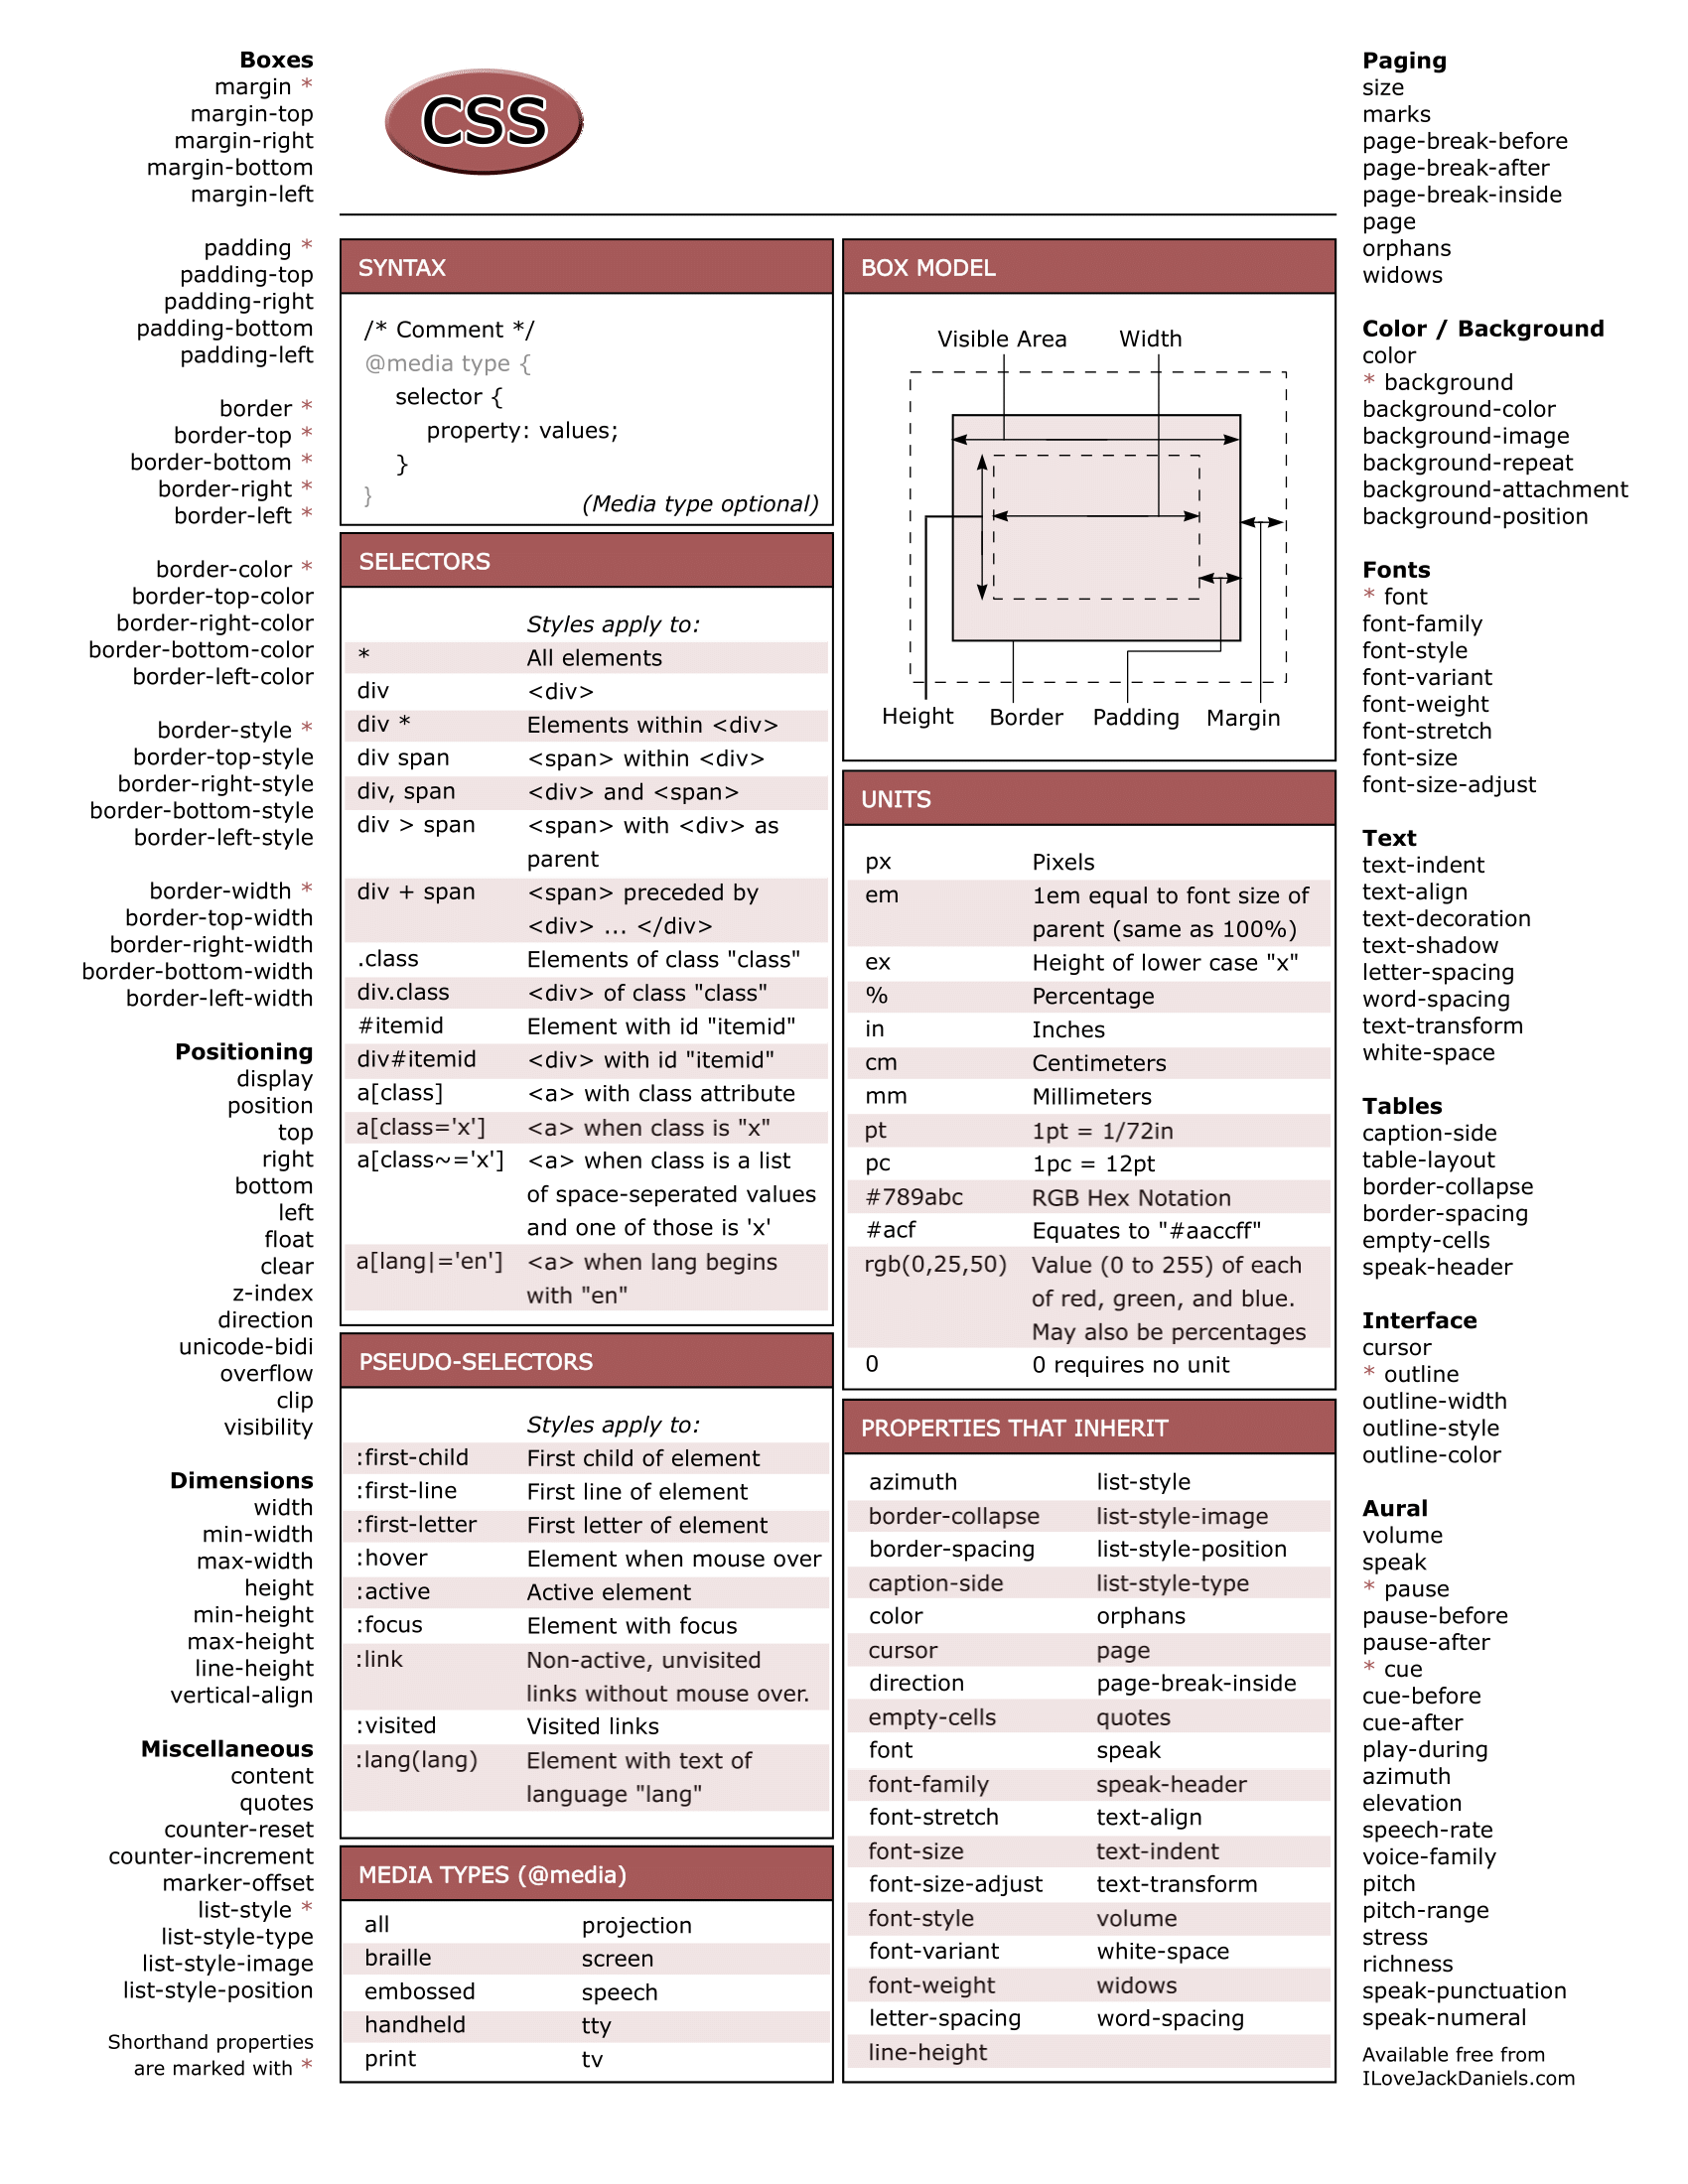 Boxes
margin *
margin-top
margin-right
margin-bottom
margin-left
padding *
padding-top
padding-right
padding-bottom
padding-left
border *
border-top *
border-bottom *
border-right *
border-left *
border-color *
border-top-color
border-right-color
border-bottom-color
border-left-color
border-style *
border-top-style
border-right-style
border-bottom-style
border-left-style
border-width *
border-top-width
border-right-width
border-bottom-width
border-left-width
Positioning
display
position
top
right
bottom
left
float
clear
z-index
direction
unicode-bidi
overflow
clip
visibility
Dimensions
width
min-width
max-width
height
min-height
max-height
line-height
vertical-align
Miscellaneous
content
quotes
counter-reset
counter-increment
marker-offset
list-style *
list-style-type
list-style-image
list-style-position
Shorthand properties
are marked with *
CSS
SYNTAX
/* Comment */
@media type {
selector {
property: values;
}
}
(Media type optional)
SELECTORS
Styles apply to:
* All elements
div <div>
div * Elements within <div>
div span <span> within <div>
div, span <div> and <span>
div > span <span> with <div> as
parent
div + span <span> preceded by
<div> ... </div>
.class Elements of class "class"
div.class <div> of class "class"
#itemid Element with id "itemid"
div#itemid <div> with id "itemid"
a[class] <a> with class attribute
a[class='x'] <a> when class is "x"
a[class~='x'] <a> when class is a list
of space-seperated values
and one of those is 'x'
a[lang|='en'] <a> when lang begins
with "en"
PSEUDO-SELECTORS
Styles apply to:
:first-child First child of element
:first-line First line of element
:first-letter First letter of element
:hover Element when mouse over
:active Active element
:focus Element with focus
:link Non-active, unvisited
links without mouse over.
:visited Visited links
:lang(lang) Element with text of
language "lang"
MEDIA TYPES (@media)
all projection
braille screen
embossed speech
handheld tty
print tv
BOX MODEL
Visible Area Width
Height Border Padding Margin
UNITS
px Pixels
em 1em equal to font size of
parent (same as 100%)
ex Height of lower case "x"
% Percentage
in Inches
cm Centimeters
mm Millimeters
pt 1pt = 1/72in
pc 1pc = 12pt
#789abc RGB Hex Notation
#acf Equates to "#aaccff"
rgb(0,25,50) Value (0 to 255) of each
of red, green, and blue.
May also be percentages
0 0 requires no unit
PROPERTIES THAT INHERIT
azimuth list-style
border-collapse list-style-image
border-spacing list-style-position
caption-side list-style-type
color orphans
cursor page
direction page-break-inside
empty-cells quotes
font speak
font-family speak-header
font-stretch text-align
font-size text-indent
font-size-adjust text-transform
font-style volume
font-variant white-space
font-weight widows
letter-spacing word-spacing
line-height
Paging
size
marks
page-break-before
page-break-after
page-break-inside
page
orphans
widows
Color / Background
color
* background
background-color
background-image
background-repeat
background-attachment
background-position
Fonts
* font
font-family
font-style
font-variant
font-weight
font-stretch
font-size
font-size-adjust
Text
text-indent
text-align
text-decoration
text-shadow
letter-spacing
word-spacing
text-transform
white-space
Tables
caption-side
table-layout
border-collapse
border-spacing
empty-cells
speak-header
Interface
cursor
* outline
outline-width
outline-style
outline-color
Aural
volume
speak
* pause
pause-before
pause-after
* cue
cue-before
cue-after
play-during
azimuth
elevation
speech-rate
voice-family
pitch
pitch-range
stress
richness
speak-punctuation
speak-numeral
Available free from
ILoveJackDaniels.com